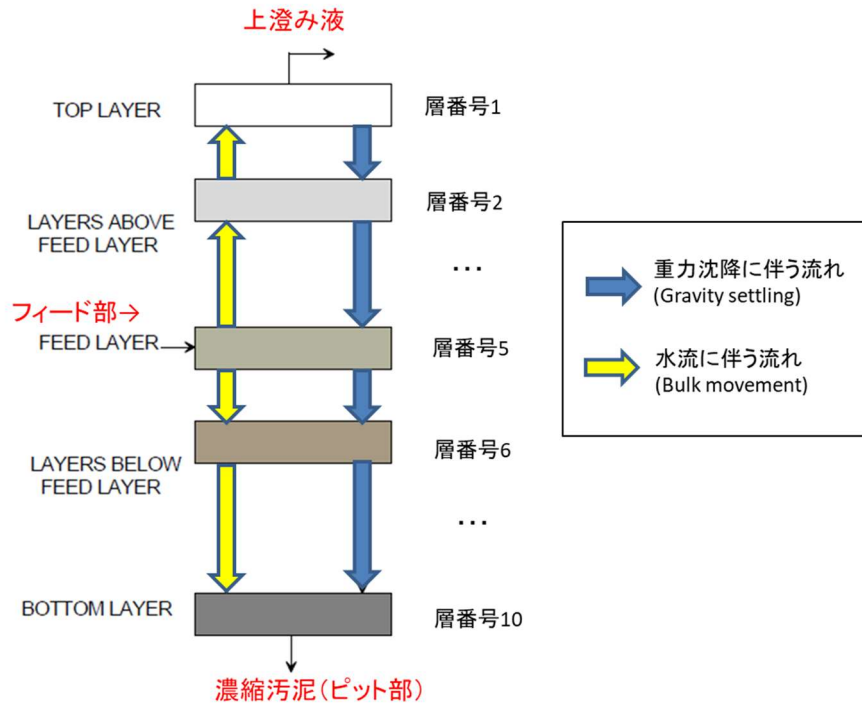 上澄み液
TOP LAYER
層番号1
層番号2
LAYERS ABOVE
FEED LAYER
...
フィード部→
FEED LAYER
層番号5
層番号6
LAYERS BELOW
FEED LAYER
...
BOTTOM LAYER
層番号10
濃縮汚泥(ピット部)
重力沈降に伴う流れ
(Gravity settling)
水流に伴う流れ
(Bulk movement)